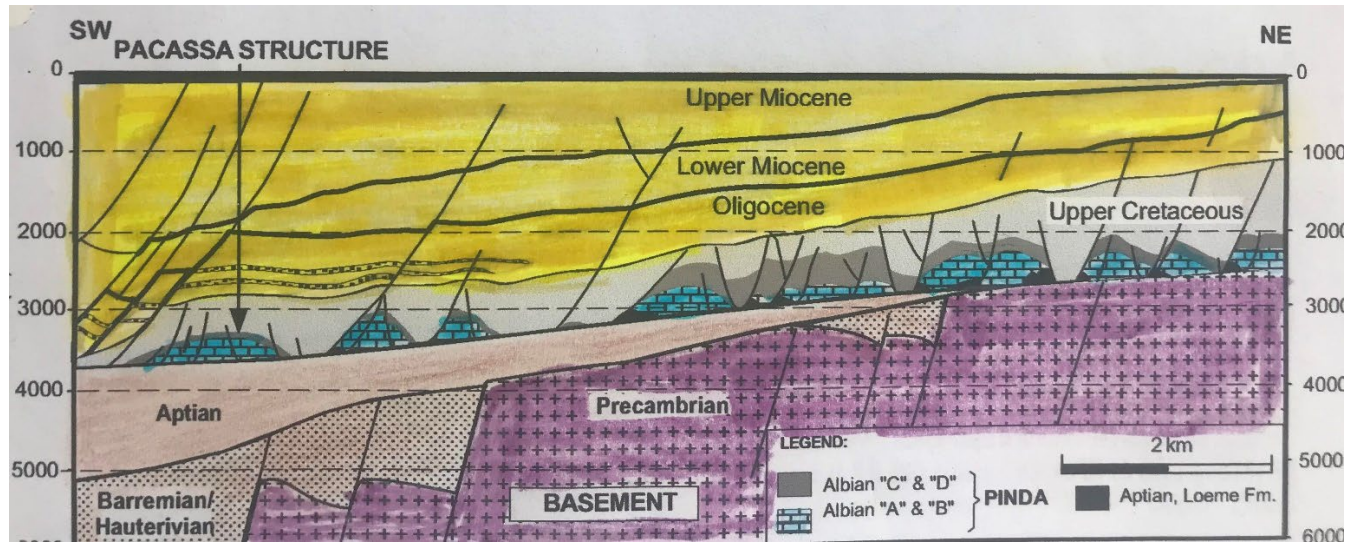 SW
NE
PACASSA STRUCTURE
0
0
Upper Miocene
1000
1000
Lower Miocene
Oligocene
Upper Cretaceous
2000
2000
3000
3000
4000
4000
Aptian
Precambrian
LEGEND:
2 km
5000
5000
Albian "C" & "D"
PINDA
Aptian, Loeme Fm.
Albian "A" & "B"
Barremian/
Hauterivian
BASEMENT
6000